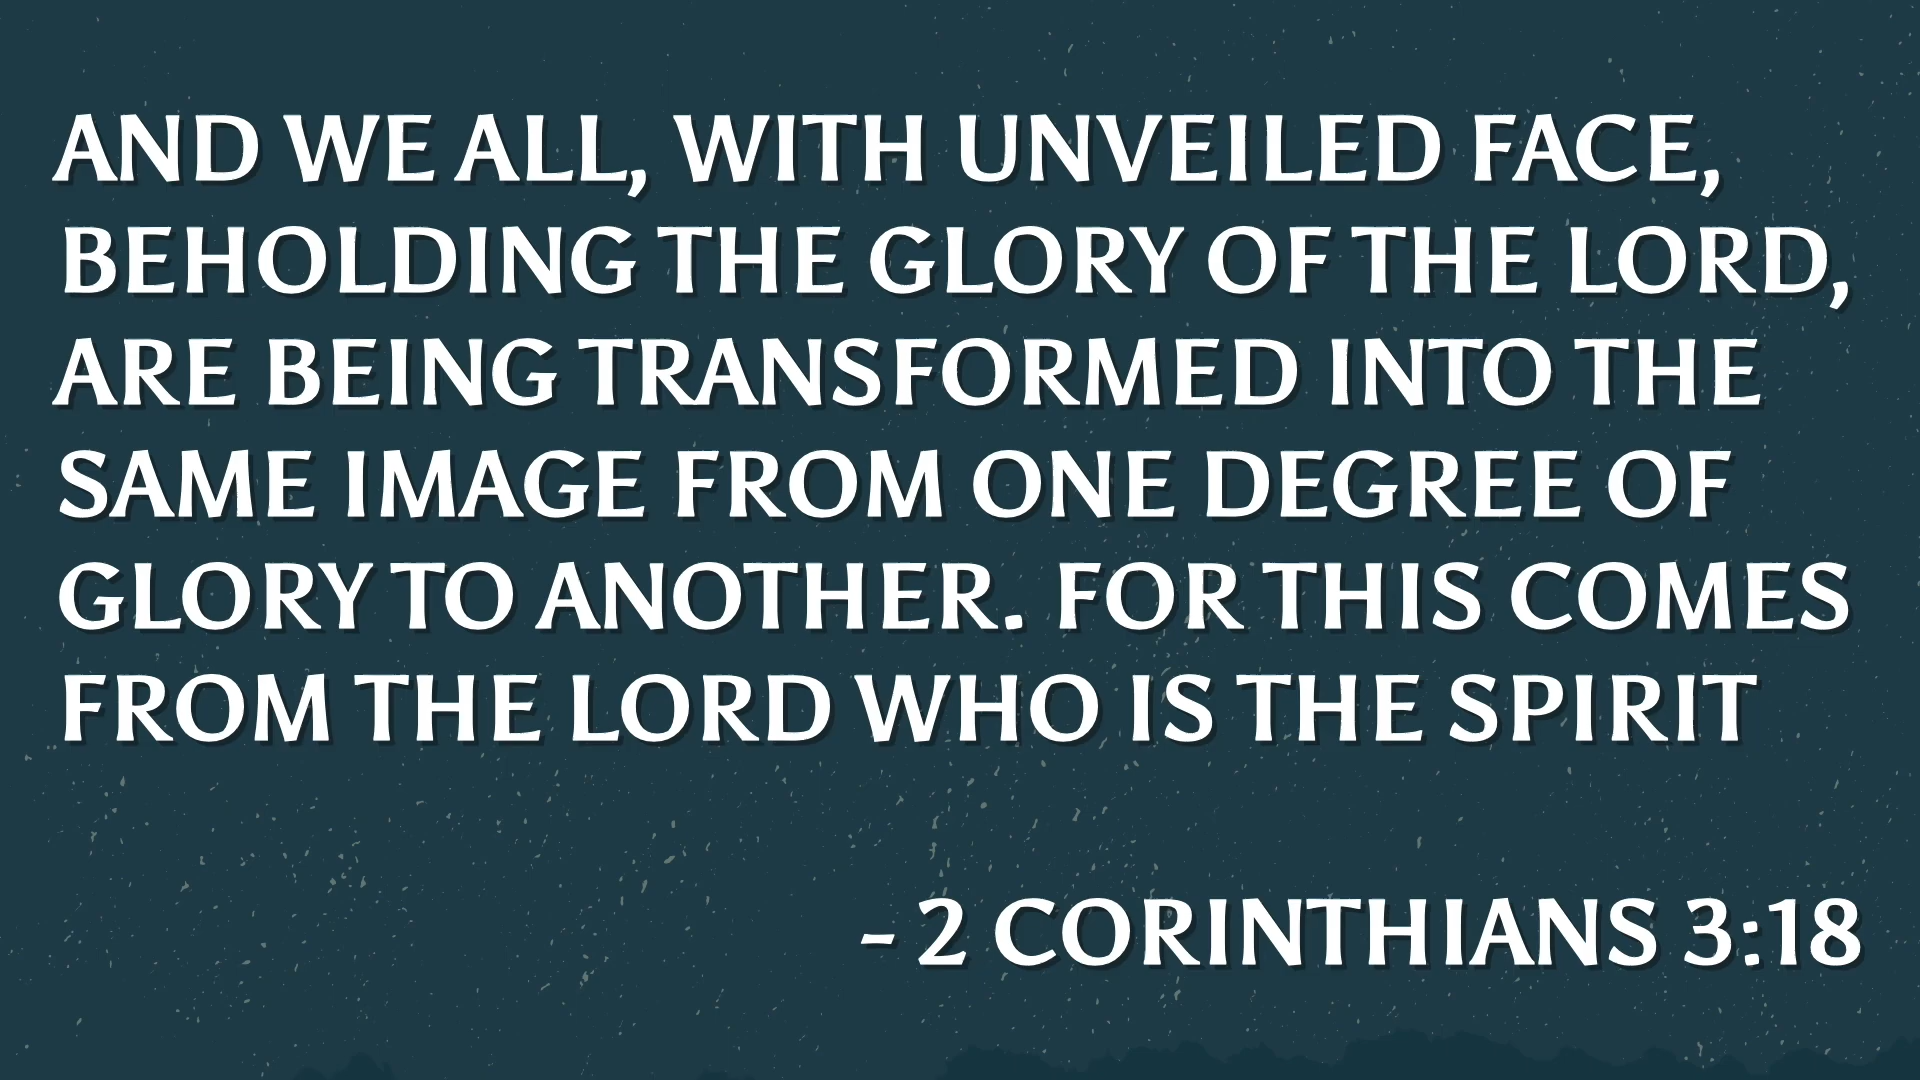 AND WE ALL, WITH UNVEILED FACE,
BEHOLDING THE GLORY OF THE LORD,
ARE BEING TRANSFORMED INTO THE
SAME IMAGE FROM ONE DEGREE OF
GLORY TO ANOTHER. FOR THIS COMES
FROM THE LORD WHO IS THE SPIRIT
- 2 CORINTHIANS 3:18